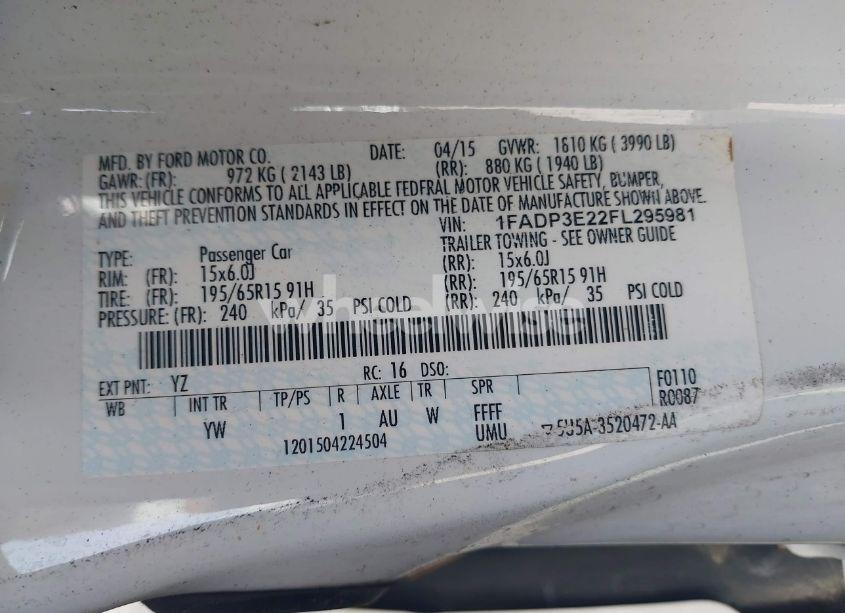 MFD. BY FORD MOTOR CO. DATE: 04/15 GVWR: 1810 KG ( 3990 LB)
GAWR: (FR): 972 KG ( 2143 LB) (RR): 880 KG ( 1940 LB)
THIS VEHICLE CONFORMS TO ALL APPLICABLE FEDERAL MOTOR VEHICLE SAFETY, BUMPER,
AND THEFT PREVENTION STANDARDS IN EFFECT ON THE DATE OF MANUFACTURE SHOWN ABOVE.
VIN: 1FADP3E22FL295981
TYPE: Passenger Car TRAILER TOWING - SEE OWNER GUIDE
RIM: (FR): 15x6.0J (RR): 15x6.0J
TIRE: (FR): 195/65R15 91H (RR): 195/65R15 91H
PRESSURE: (FR): 240 kPa/ 35 PSI COLD (RR): 240 kPa/ 35 PSI COLD
wheelwise
EXT PNT: YZ RC: 16 DSO:
WB INT TR TP/PS R AXLE TR SPR F0110
YW 1 AU W FFFF R0087
1201504224504 UMU 5U5A-3520472-AA